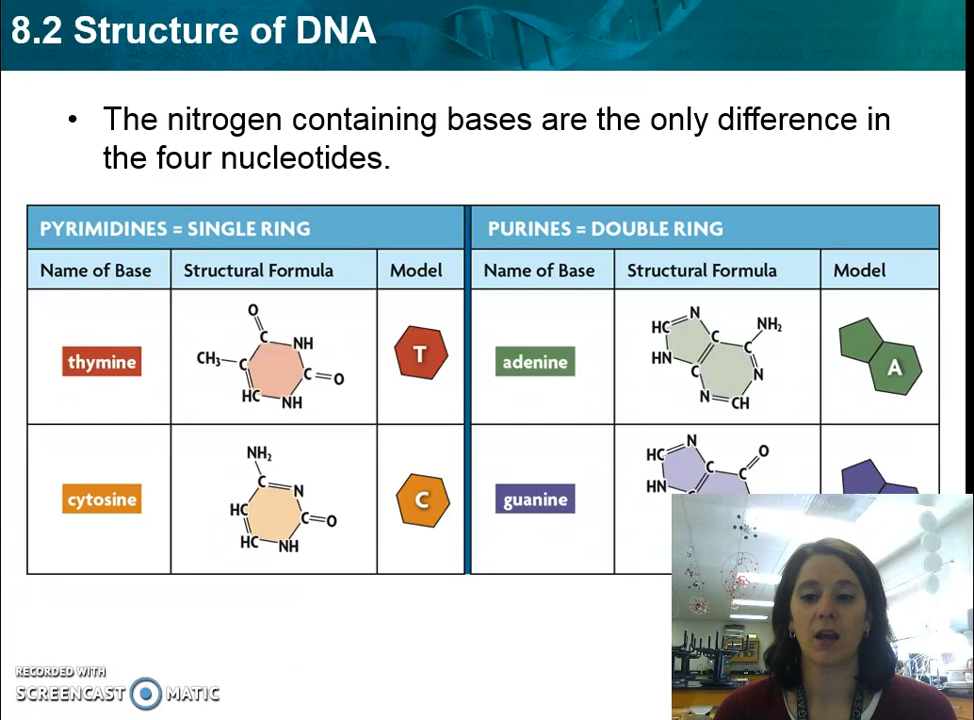 8.2 Structure of DNA
• The nitrogen containing bases are the only difference in
the four nucleotides.
PYRIMIDINES = SINGLE RING
PURINES = DOUBLE RING
Name of Base
Structural Formula
Model
Name of Base
Structural Formula
Model
thymine
O
C
NH
CH₃
C
C
O
HC
NH
T
adenine
N
HC
NH₂
C
C
HN
C
N
N
CH
A
cytosine
NH₂
C
N
HC
C
O
HC
NH
C
guanine
N
HC
O
C
C
HN
RECORDED WITH
SCREENCAST MATIC